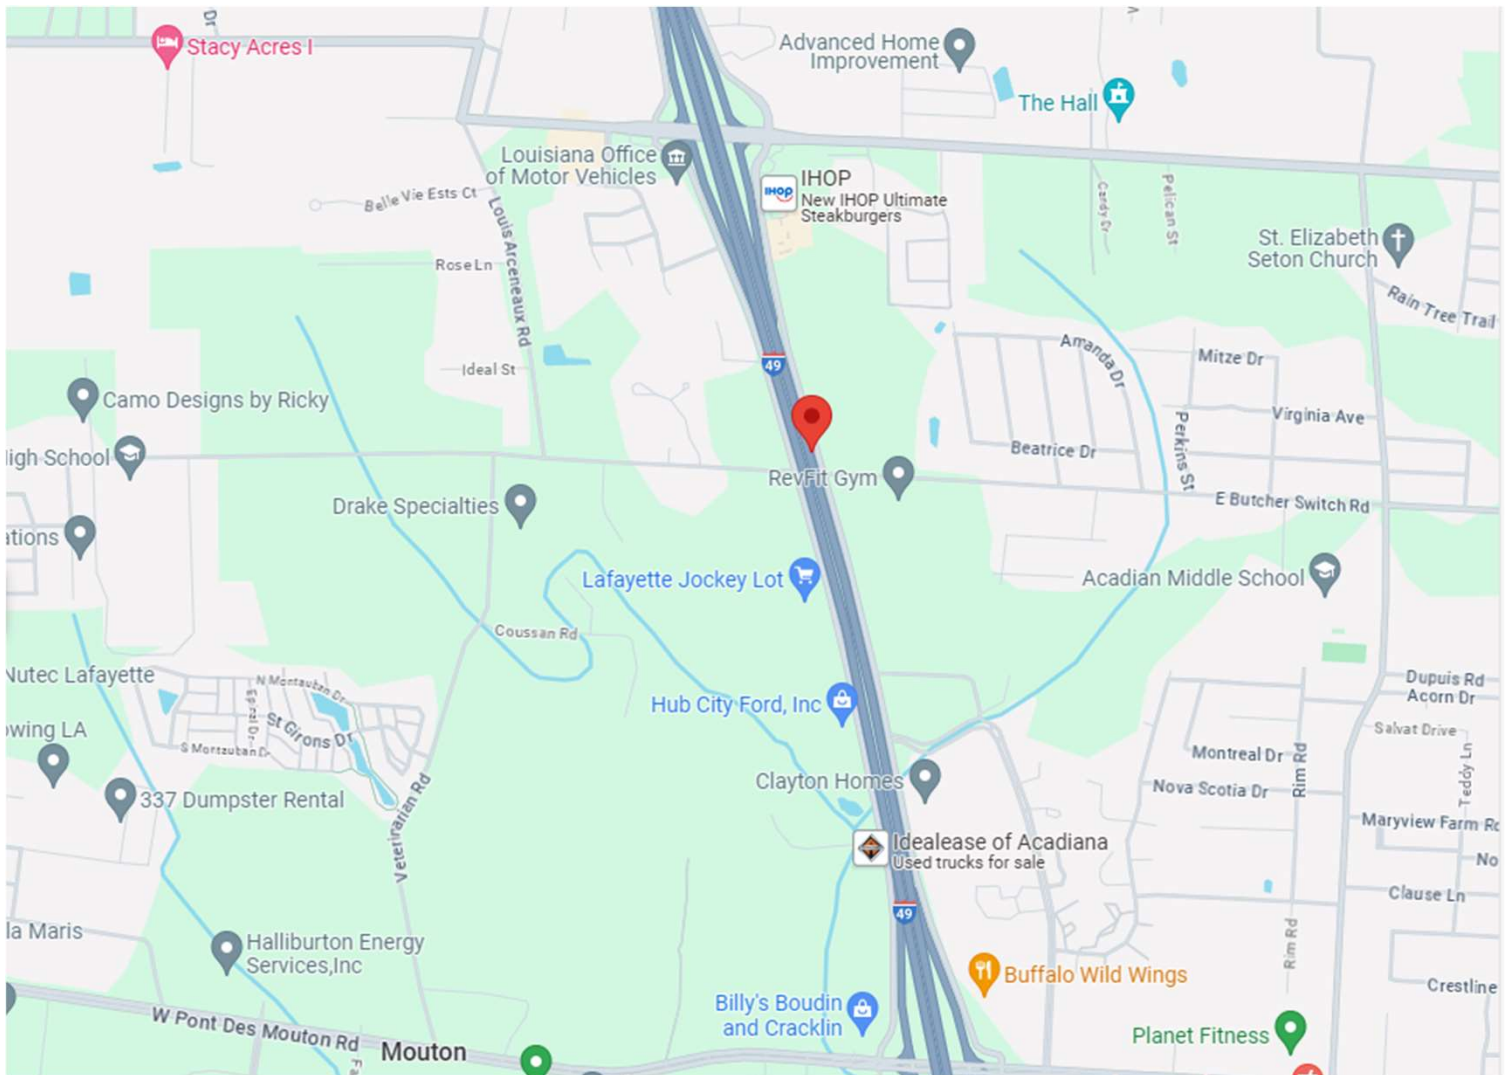 Dr
Stacy Acres I
Advanced Home
Improvement
The Hall
Louisiana Office
of Motor Vehicles
IHOP
IHOP
New IHOP Ultimate
Steakburgers
Belle Vie Ests Ct
Louis Arceneaux Rd
Candy Dr
Pelican St
St. Elizabeth
Seton Church
Rose Ln
Rain Tree Trail
Ideal St
49
Amanda Dr
Mitze Dr
Camo Designs by Ricky
Virginia Ave
Perkins St
igh School
Beatrice Dr
RevFit Gym
Drake Specialties
E Butcher Switch Rd
ations
Lafayette Jockey Lot
Acadian Middle School
Coussan Rd
Nutec Lafayette
N Montauban Dr
Epinal Dr
St Girons Dr
S Montauban Dr
Hub City Ford, Inc
Dupuis Rd
Acorn Dr
Salvat Drive
owing LA
Montreal Dr
Rim Rd
Teddy Ln
337 Dumpster Rental
Veterinarian Rd
Clayton Homes
Nova Scotia Dr
Maryview Farm Rd
Idealease of Acadiana
Used trucks for sale
No
Clause Ln
49
la Maris
Halliburton Energy
Services,Inc
Rim Rd
Buffalo Wild Wings
Crestline
Billy's Boudin
and Cracklin
W Pont Des Mouton Rd
Mouton
Planet Fitness